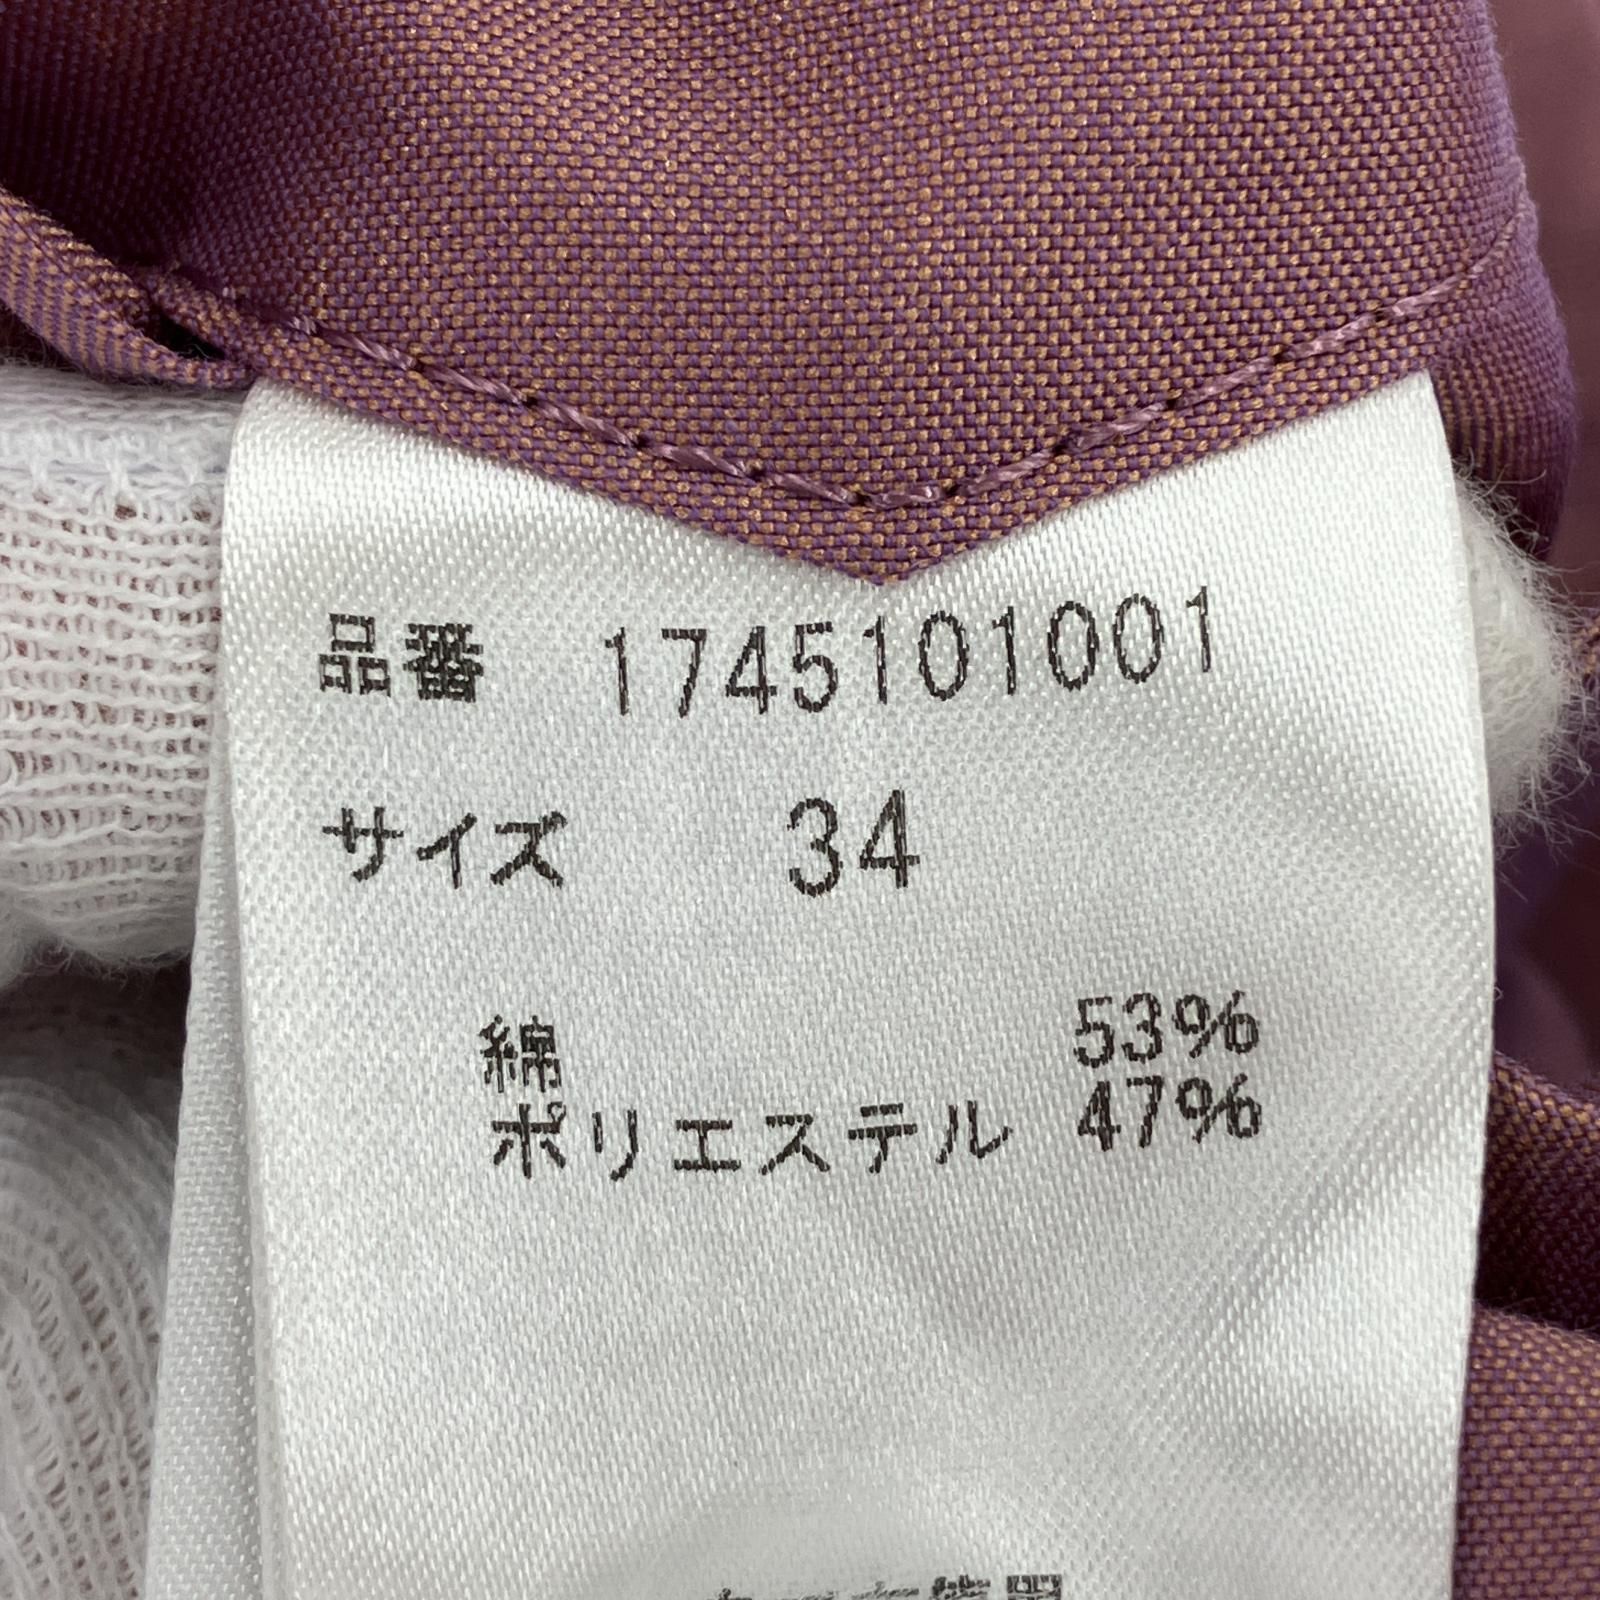 品番 1745101001
サイズ 34
綿 53%
ポリエステル 47%